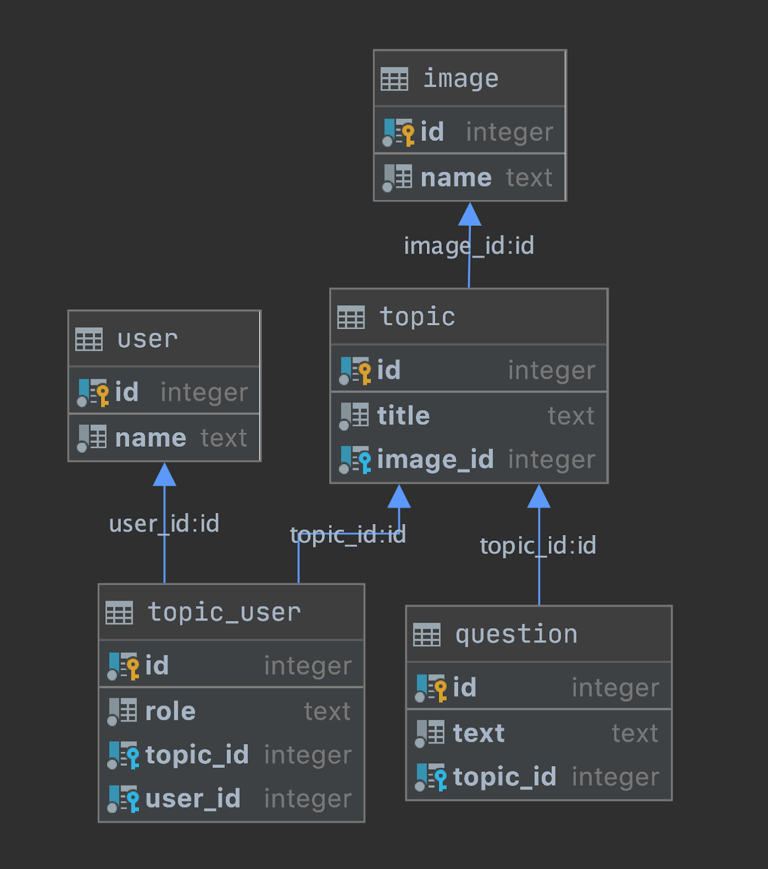 image
id integer
name text
image_id:id
topic
id integer
title text
image_id integer
user
id integer
name text
user_id:id
topic_id:id
topic_id:id
topic_user
id integer
role text
topic_id integer
user_id integer
question
id integer
text text
topic_id integer